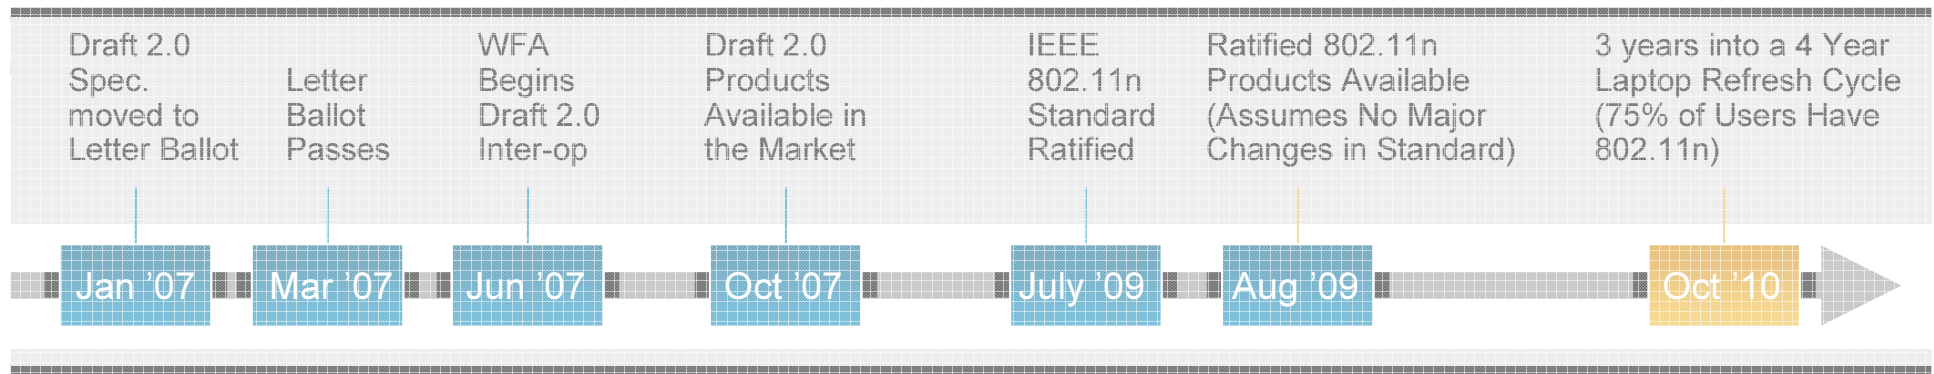 Draft 2.0
Spec.
moved to
Letter Ballot
Letter
Ballot
Passes
WFA
Begins
Draft 2.0
Inter-op
Draft 2.0
Products
Available in
the Market
IEEE
802.11n
Standard
Ratified
Ratified 802.11n
Products Available
(Assumes No Major
Changes in Standard)
3 years into a 4 Year
Laptop Refresh Cycle
(75% of Users Have
802.11n)
Jan ’07
Mar ’07
Jun ’07
Oct ’07
July ’09
Aug ’09
Oct ’10